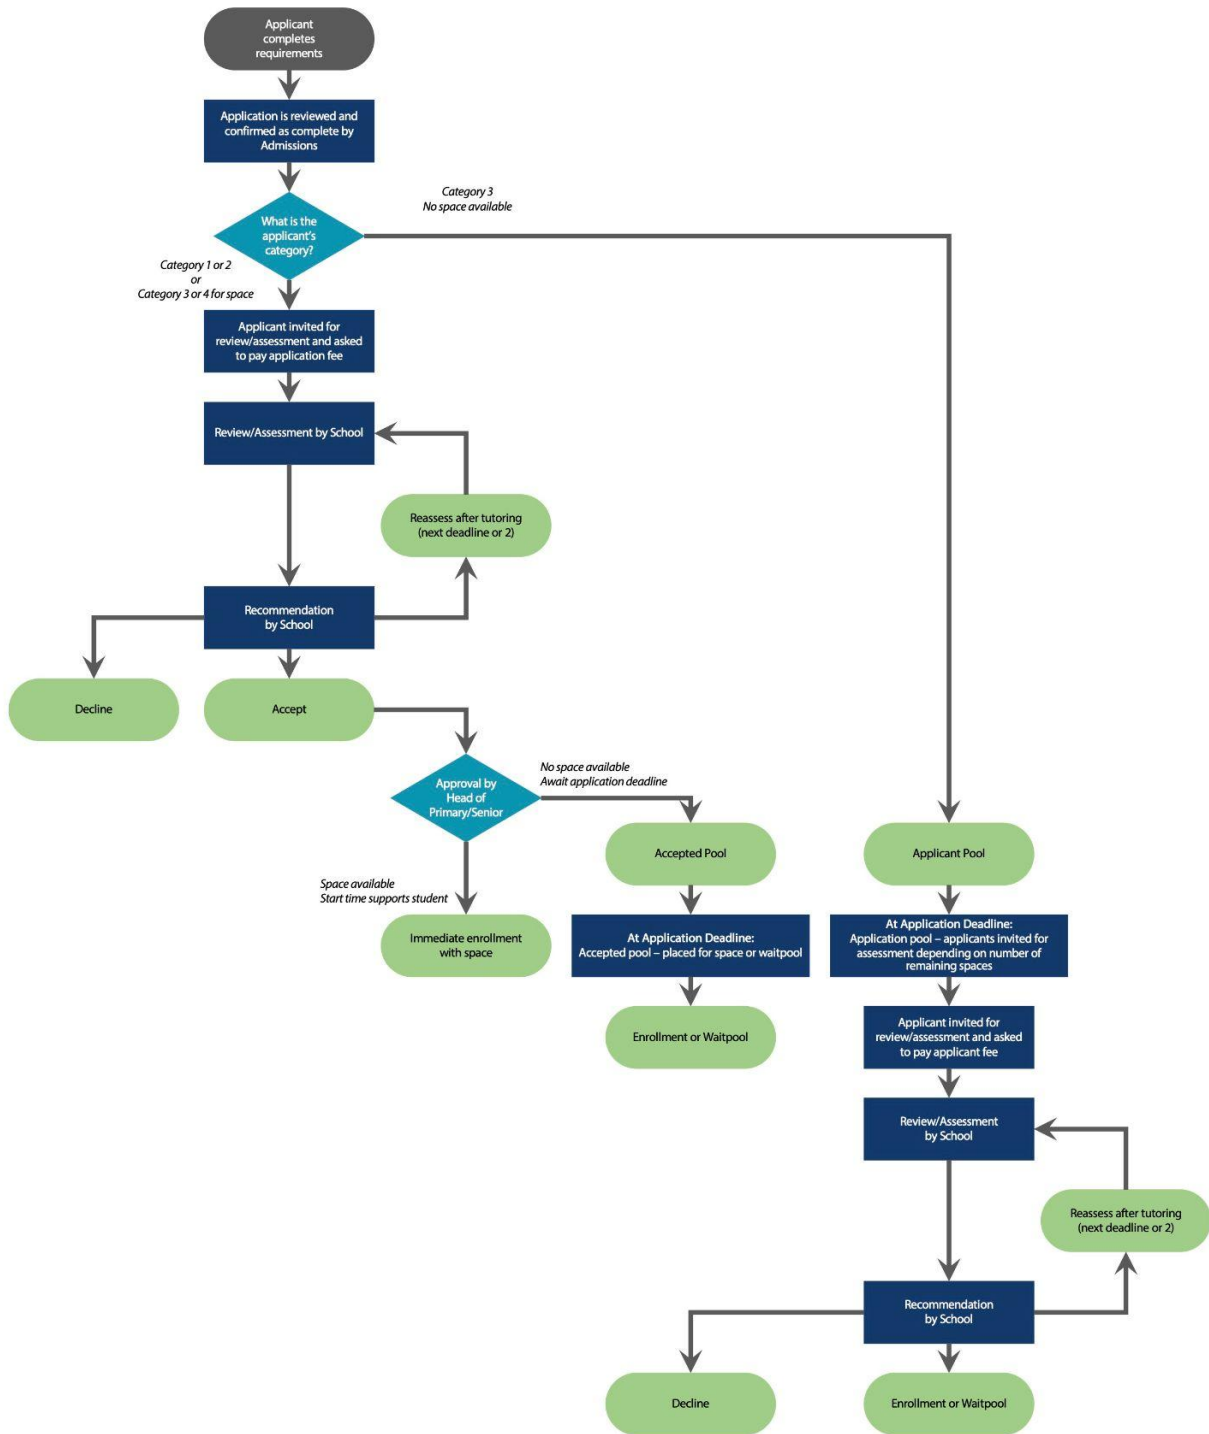 Applicant
completes
requirements
Application is reviewed and
confirmed as complete by
Admissions
Category 3
No space available
What is the
applicant's
category?
Category 1 or 2
or
Category 3 or 4 for space
Applicant invited for
review/assessment and asked
to pay application fee
Review/Assessment by School
Reassess after tutoring
(next deadline or 2)
Recommendation
by School
Decline
Accept
No space available
Await application deadline
Approval by
Head of
Primary/Senior
Accepted Pool
Applicant Pool
Space available
Start time supports student
Immediate enrollment
with space
At Application Deadline:
Accepted pool – placed for space or waitpool
At Application Deadline:
Application pool – applicants invited for
assessment depending on number of
remaining spaces
Enrollment or Waitpool
Applicant invited for
review/assessment and asked
to pay applicant fee
Review/Assessment
by School
Reassess after tutoring
(next deadline or 2)
Recommendation
by School
Decline
Enrollment or Waitpool